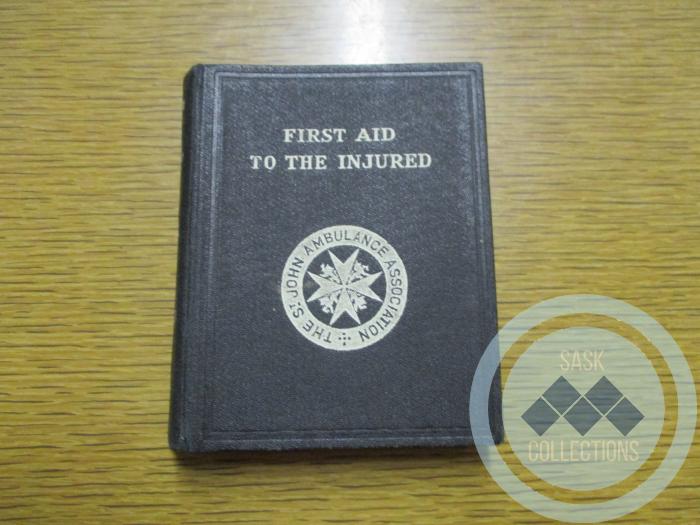 FIRST AID
TO THE INJURED
THE ST JOHN AMBULANCE ASSOCIATION
SASK
COLLECTIONS